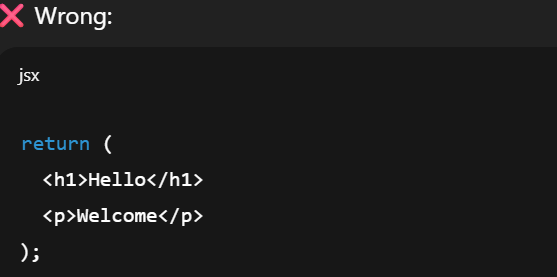 ❌ Wrong:
jsx
return (
  <h1>Hello</h1>
  <p>Welcome</p>
);